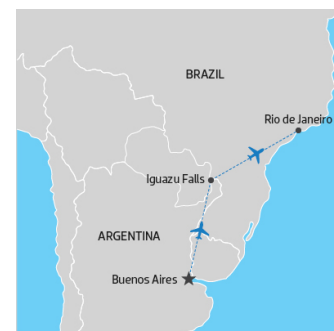 BRAZIL
Rio de Janeiro
Iguazu Falls
ARGENTINA
Buenos Aires